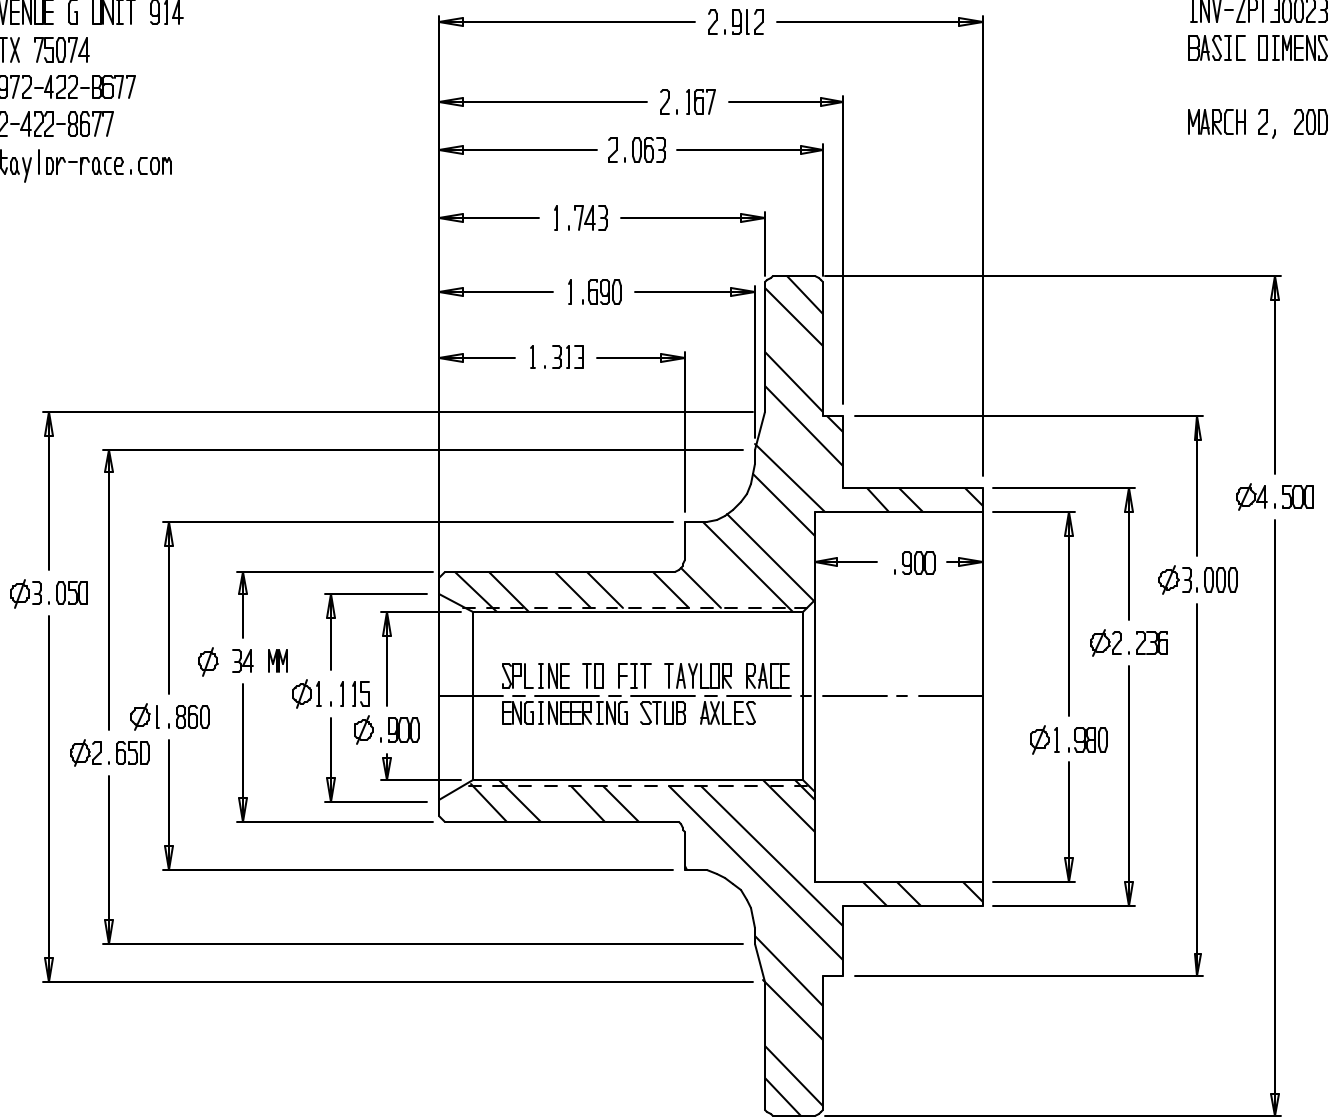 VENUE G UNIT 914
TX 75074
972-422-8677
2-422-8677
taylor-race.com
INV-ZPT30023
BASIC DIMENS
MARCH 2, 200
2.912
2.167
2.063
1.743
1.690
1.313
Ø4.500
.900
Ø3.050
Ø3.000
Ø2.236
Ø 34 MM
Ø1.115
SPLINE TO FIT TAYLOR RACE
ENGINEERING STUB AXLES
Ø1.860
Ø.900
Ø2.650
Ø1.980